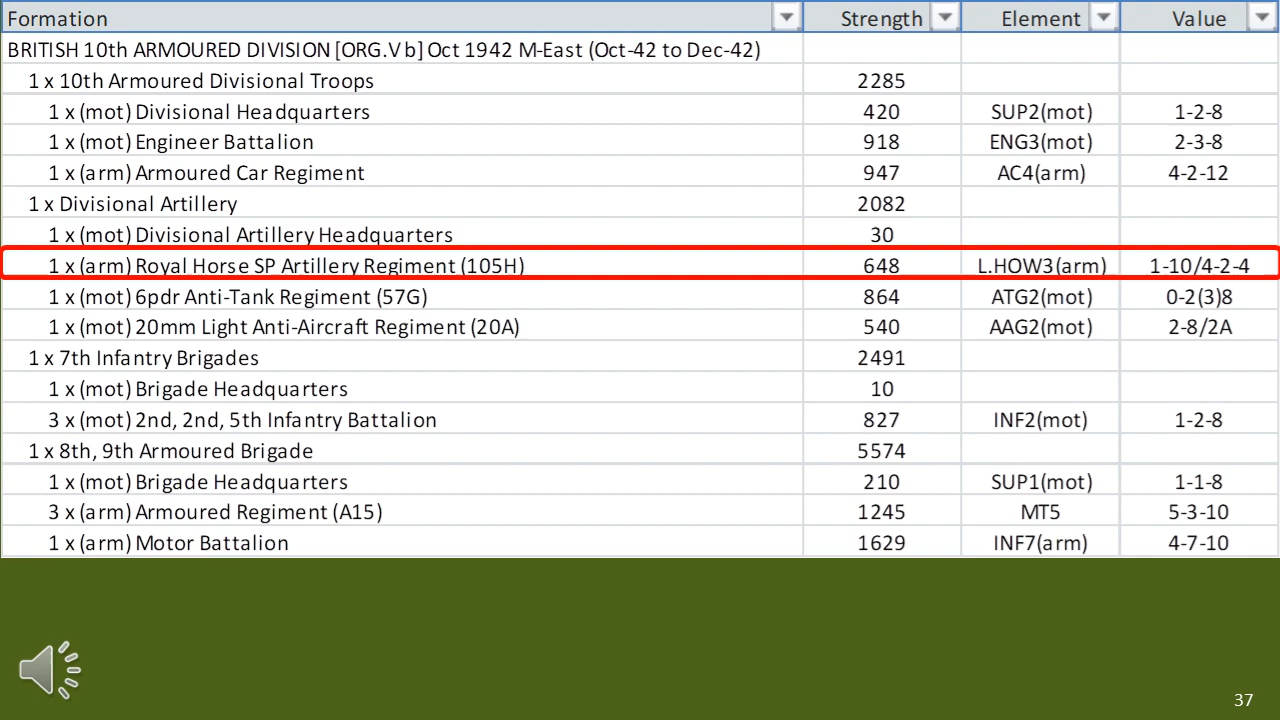 Formation Strength Element Value
BRITISH 10th ARMOURED DIVISION [ORG.V b] Oct 1942 M-East (Oct-42 to Dec-42)
1 x 10th Armoured Divisional Troops 2285
1 x (mot) Divisional Headquarters 420 SUP2(mot) 1-2-8
1 x (mot) Engineer Battalion 918 ENG3(mot) 2-3-8
1 x (arm) Armoured Car Regiment 947 AC4(arm) 4-2-12
1 x Divisional Artillery 2082
1 x (mot) Divisional Artillery Headquarters 30
1 x (arm) Royal Horse SP Artillery Regiment (105H) 648 L.HOW3(arm) 1-10/4-2-4
1 x (mot) 6pdr Anti-Tank Regiment (57G) 864 ATG2(mot) 0-2(3)8
1 x (mot) 20mm Light Anti-Aircraft Regiment (20A) 540 AAG2(mot) 2-8/2A
1 x 7th Infantry Brigades 2491
1 x (mot) Brigade Headquarters 10
3 x (mot) 2nd, 2nd, 5th Infantry Battalion 827 INF2(mot) 1-2-8
1 x 8th, 9th Armoured Brigade 5574
1 x (mot) Brigade Headquarters 210 SUP1(mot) 1-1-8
3 x (arm) Armoured Regiment (A15) 1245 MT5 5-3-10
1 x (arm) Motor Battalion 1629 INF7(arm) 4-7-10
37